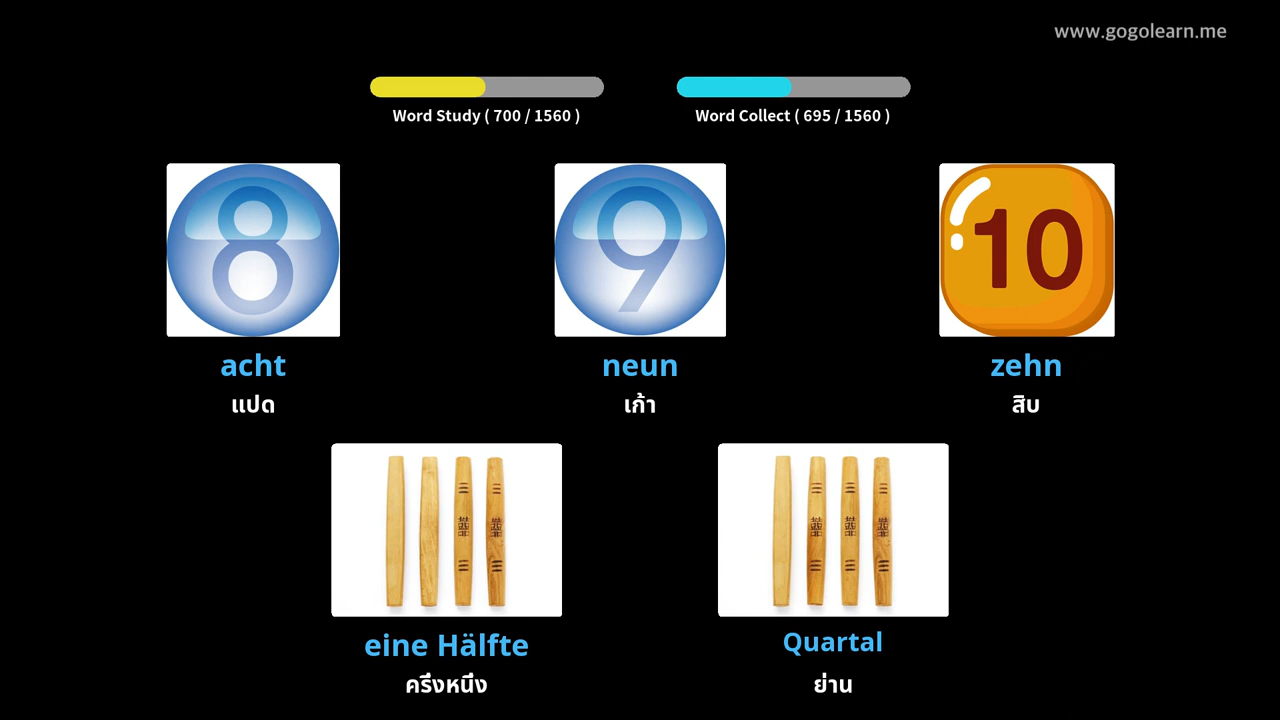 www.gogolearn.me
Word Study ( 700 / 1560 )
Word Collect ( 695 / 1560 )
8
9
10
acht
neun
zehn
แปด
เก้า
สิบ
eine Hälfte
Quartal
ครึ่งหนึ่ง
ย่าน